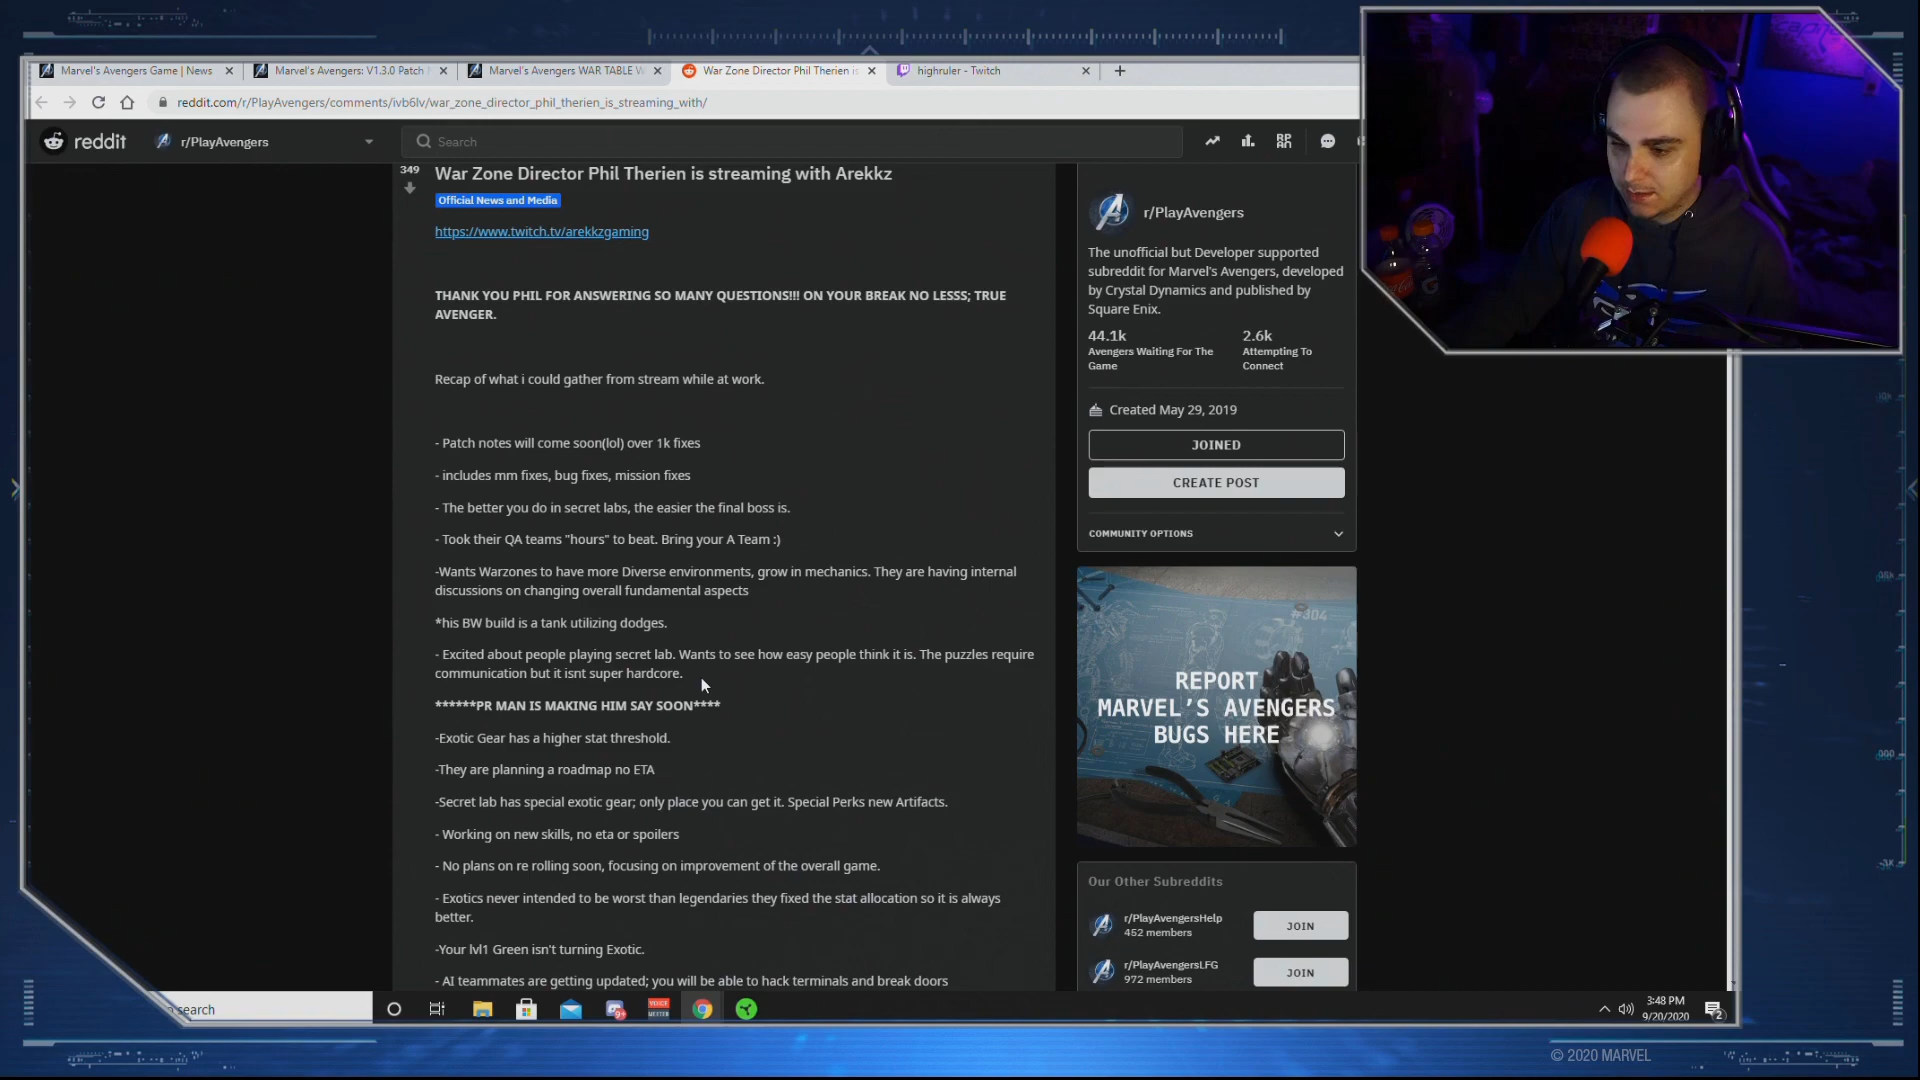 Marvel's Avengers Game | News
Marvel's Avengers: V1.3.0 Patch
Marvel's Avengers WAR TABLE W
War Zone Director Phil Therien is
highruler - Twitch
reddit.com/r/PlayAvengers/comments/ivb6lv/war_zone_director_phil_therien_is_streaming_with/
reddit
r/PlayAvengers
Search
349
War Zone Director Phil Therien is streaming with Arekkz
Official News and Media
https://www.twitch.tv/arekkzgaming
THANK YOU PHIL FOR ANSWERING SO MANY QUESTIONS!!! ON YOUR BREAK NO LESSS; TRUE
AVENGER.
Recap of what i could gather from stream while at work.
- Patch notes will come soon(lol) over 1k fixes
- includes mm fixes, bug fixes, mission fixes
- The better you do in secret labs, the easier the final boss is.
- Took their QA teams "hours" to beat. Bring your A Team :)
-Wants Warzones to have more Diverse environments, grow in mechanics. They are having internal
discussions on changing overall fundamental aspects
*his BW build is a tank utilizing dodges.
- Excited about people playing secret lab. Wants to see how easy people think it is. The puzzles require
communication but it isnt super hardcore.
******PR MAN IS MAKING HIM SAY SOON****
-Exotic Gear has a higher stat threshold.
-They are planning a roadmap no ETA
-Secret lab has special exotic gear; only place you can get it. Special Perks new Artifacts.
- Working on new skills, no eta or spoilers
- No plans on re rolling soon, focusing on improvement of the overall game.
- Exotics never intended to be worst than legendaries they fixed the stat allocation so it is always
better.
-Your lvl1 Green isn't turning Exotic.
- AI teammates are getting updated; you will be able to hack terminals and break doors
r/PlayAvengers
The unofficial but Developer supported
subreddit for Marvel's Avengers, developed
by Crystal Dynamics and published by
Square Enix.
44.1k
2.6k
Avengers Waiting For The
Game
Attempting To
Connect
Created May 29, 2019
JOINED
CREATE POST
COMMUNITY OPTIONS
#304
REPORT
MARVEL'S AVENGERS
BUGS HERE
Our Other Subreddits
r/PlayAvengersHelp
452 members
JOIN
r/PlayAvengersLFG
972 members
JOIN
search
9+
VOICE
MEETER
3:48 PM
9/20/2020
2
© 2020 MARVEL